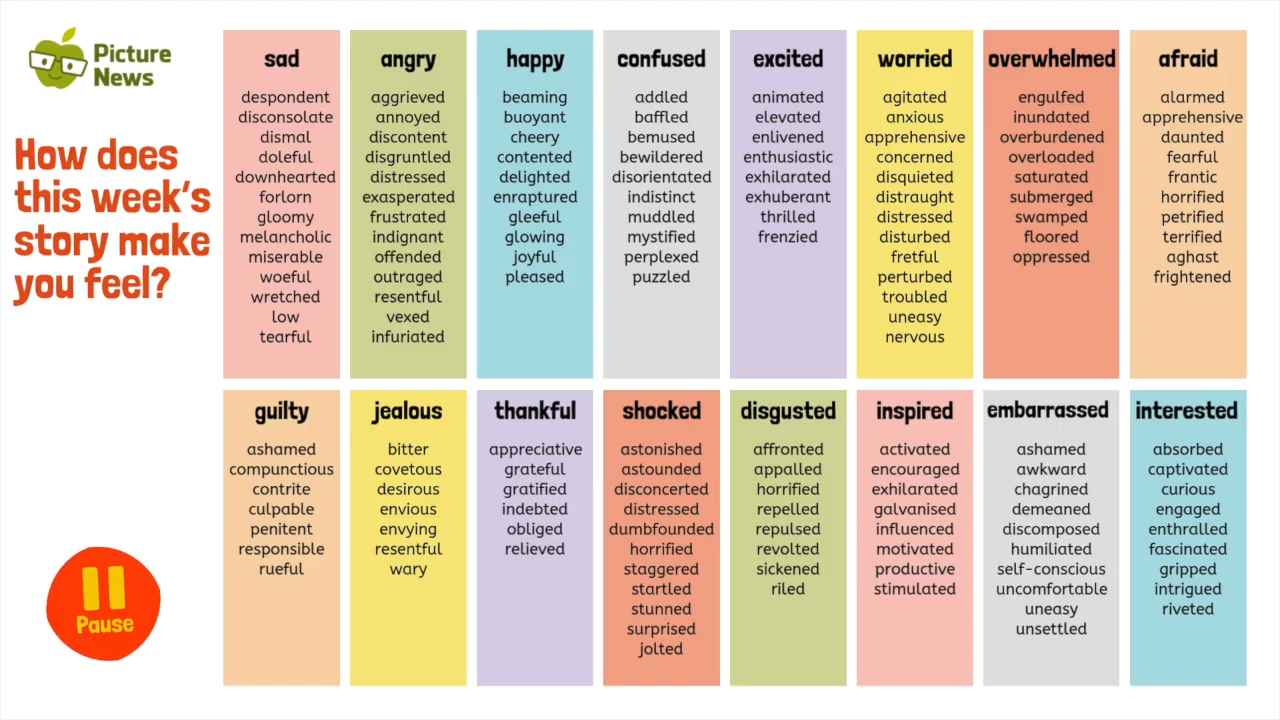 Picture
News
How does
this week's
story make
you feel?
sad
despondent
disconsolate
dismal
doleful
downhearted
forlorn
gloomy
melancholic
miserable
woeful
wretched
low
tearful
angry
aggrieved
annoyed
discontent
disgruntled
distressed
exasperated
frustrated
indignant
offended
outraged
resentful
vexed
infuriated
happy
beaming
buoyant
cheery
contented
delighted
enraptured
gleeful
glowing
joyful
pleased
confused
addled
baffled
bemused
bewildered
disorientated
indistinct
muddled
mystified
perplexed
puzzled
excited
animated
elevated
enlivened
enthusiastic
exhilarated
exhuberant
thrilled
frenzied
worried
agitated
anxious
apprehensive
concerned
disquieted
distraught
distressed
disturbed
fretful
perturbed
troubled
uneasy
nervous
overwhelmed
engulfed
inundated
overburdened
overloaded
saturated
submerged
swamped
floored
oppressed
afraid
alarmed
apprehensive
daunted
fearful
frantic
horrified
petrified
terrified
aghast
frightened
guilty
ashamed
compunctious
contrite
culpable
penitent
responsible
rueful
jealous
bitter
covetous
desirous
envious
envying
resentful
wary
thankful
appreciative
grateful
gratified
indebted
obliged
relieved
shocked
astonished
astounded
disconcerted
distressed
dumbfounded
horrified
staggered
startled
stunned
surprised
jolted
disgusted
affronted
appalled
horrified
repelled
repulsed
revolted
sickened
riled
inspired
activated
encouraged
exhilarated
galvanised
influenced
motivated
productive
stimulated
embarrassed
ashamed
awkward
chagrined
demeaned
discomposed
humiliated
self-conscious
uncomfortable
uneasy
unsettled
interested
absorbed
captivated
curious
engaged
enthralled
fascinated
gripped
intrigued
riveted
Pause